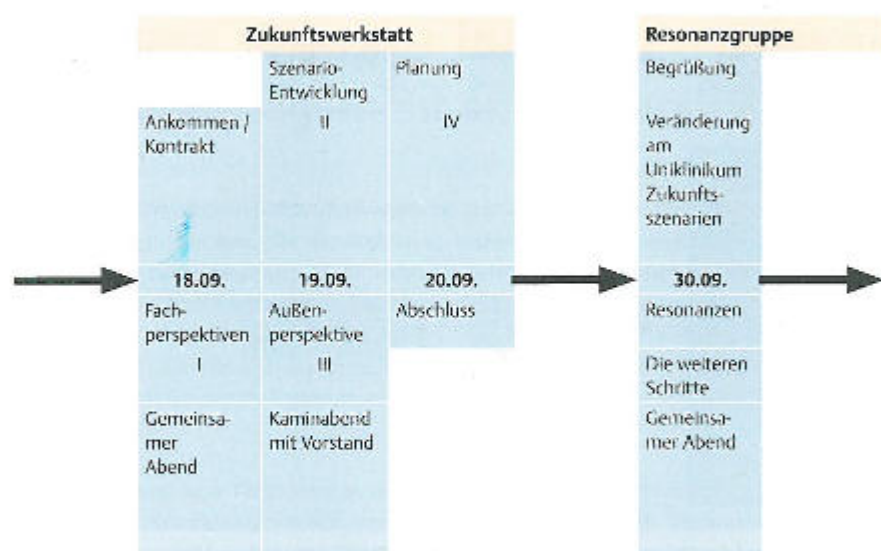 Zukunftswerkstatt
Resonanzgruppe
Ankommen /
Kontrakt
Szenario-
Entwicklung
II
Planung
IV
Begrüßung
Veränderung
am
Uniklinikum
Zukunfts-
szenarien
18.09.
19.09.
20.09.
30.09.
Fach-
perspektiven
I
Außen-
perspektive
III
Abschluss
Resonanzen
Die weiteren
Schritte
Gemeinsa-
mer
Abend
Kaminabend
mit Vorstand
Gemeinsa-
mer Abend